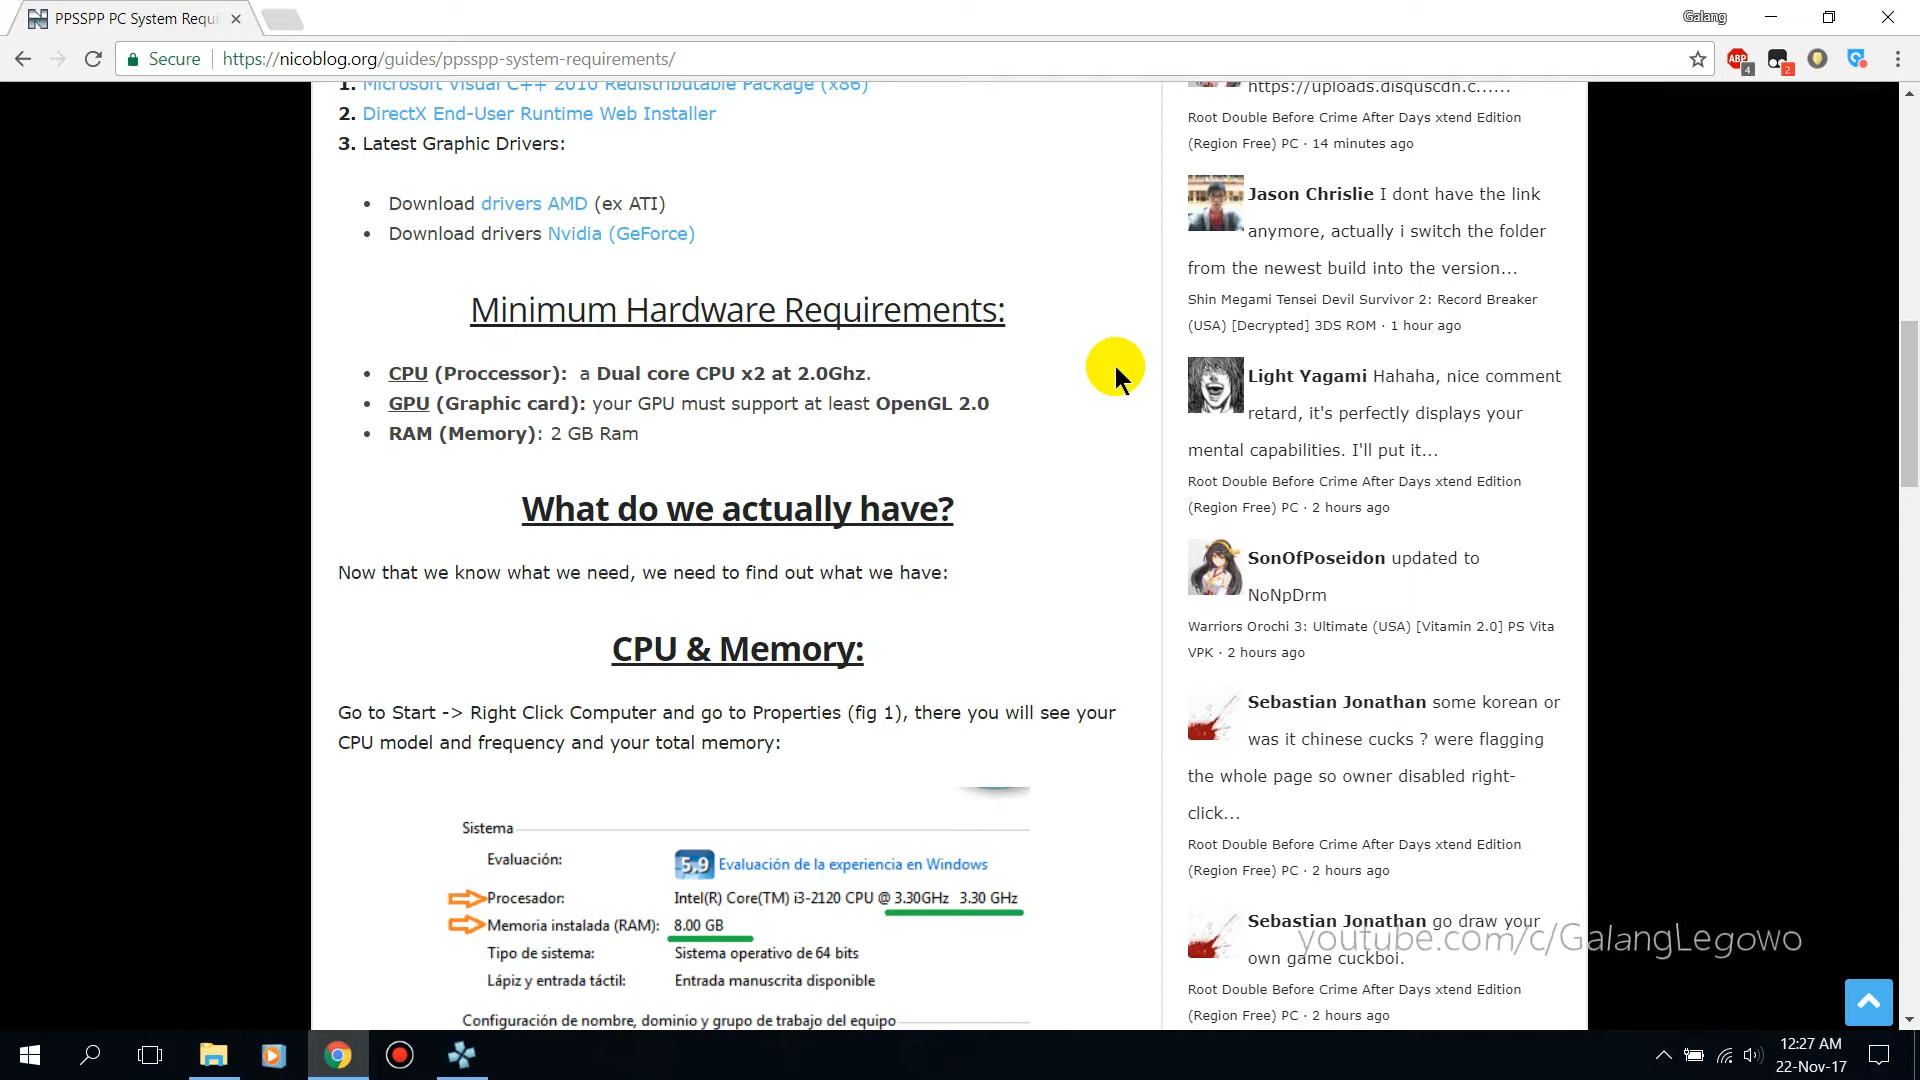 PPSSPP PC System Requi
Galang
Secure
https://nicoblog.org/guides/ppsspp-system-requirements/
ABP
4
2
1. Microsoft Visual C++ 2010 Redistributable Package (x86)
2. DirectX End-User Runtime Web Installer
3. Latest Graphic Drivers:
• Download drivers AMD (ex ATI)
• Download drivers Nvidia (GeForce)
Minimum Hardware Requirements:
• CPU (Proccessor): a Dual core CPU x2 at 2.0Ghz.
• GPU (Graphic card): your GPU must support at least OpenGL 2.0
• RAM (Memory): 2 GB Ram
What do we actually have?
Now that we know what we need, we need to find out what we have:
CPU & Memory:
Go to Start -> Right Click Computer and go to Properties (fig 1), there you will see your
CPU model and frequency and your total memory:
Sistema
Evaluación:
5.9 Evaluación de la experiencia en Windows
Procesador:
Intel(R) Core(TM) i3-2120 CPU @ 3.30GHz 3.30 GHz
Memoria instalada (RAM):
8.00 GB
Tipo de sistema:
Sistema operativo de 64 bits
Lápiz y entrada táctil:
Entrada manuscrita disponible
Configuración de nombre, dominio y grupo de trabajo del equipo
https://uploads.disquscdn.c......
Root Double Before Crime After Days xtend Edition
(Region Free) PC · 14 minutes ago
Jason Chrislie I dont have the link
anymore, actually i switch the folder
from the newest build into the version...
Shin Megami Tensei Devil Survivor 2: Record Breaker
(USA) [Decrypted] 3DS ROM · 1 hour ago
Light Yagami Hahaha, nice comment
retard, it's perfectly displays your
mental capabilities. I'll put it...
Root Double Before Crime After Days xtend Edition
(Region Free) PC · 2 hours ago
SonOfPoseidon updated to
NoNpDrm
Warriors Orochi 3: Ultimate (USA) [Vitamin 2.0] PS Vita
VPK · 2 hours ago
Sebastian Jonathan some korean or
was it chinese cucks ? were flagging
the whole page so owner disabled right-
click...
Root Double Before Crime After Days xtend Edition
(Region Free) PC · 2 hours ago
Sebastian Jonathan go draw your
own game cuckboi.
Root Double Before Crime After Days xtend Edition
(Region Free) PC · 2 hours ago
youtube.com/c/GalangLegowo
12:27 AM
22-Nov-17